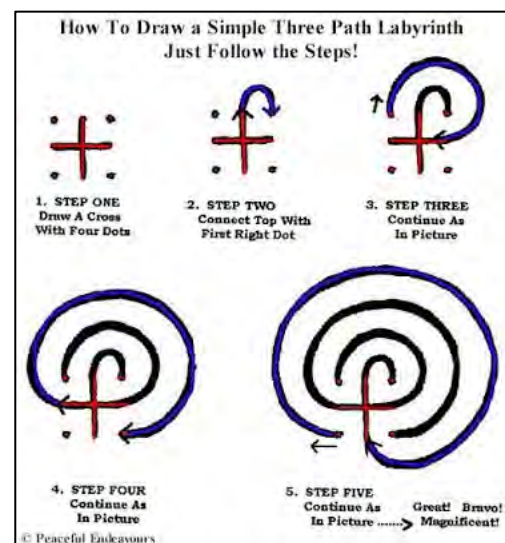 How To Draw a Simple Three Path Labyrinth
Just Follow the Steps!
1. STEP ONE
Draw A Cross
With Four Dots
2. STEP TWO
Connect Top With
First Right Dot
3. STEP THREE
Continue As
In Picture
4. STEP FOUR
Continue As
In Picture
5. STEP FIVE
Continue As
In Picture ......> Great! Bravo!
Magnificent!
© Peaceful Endeavours